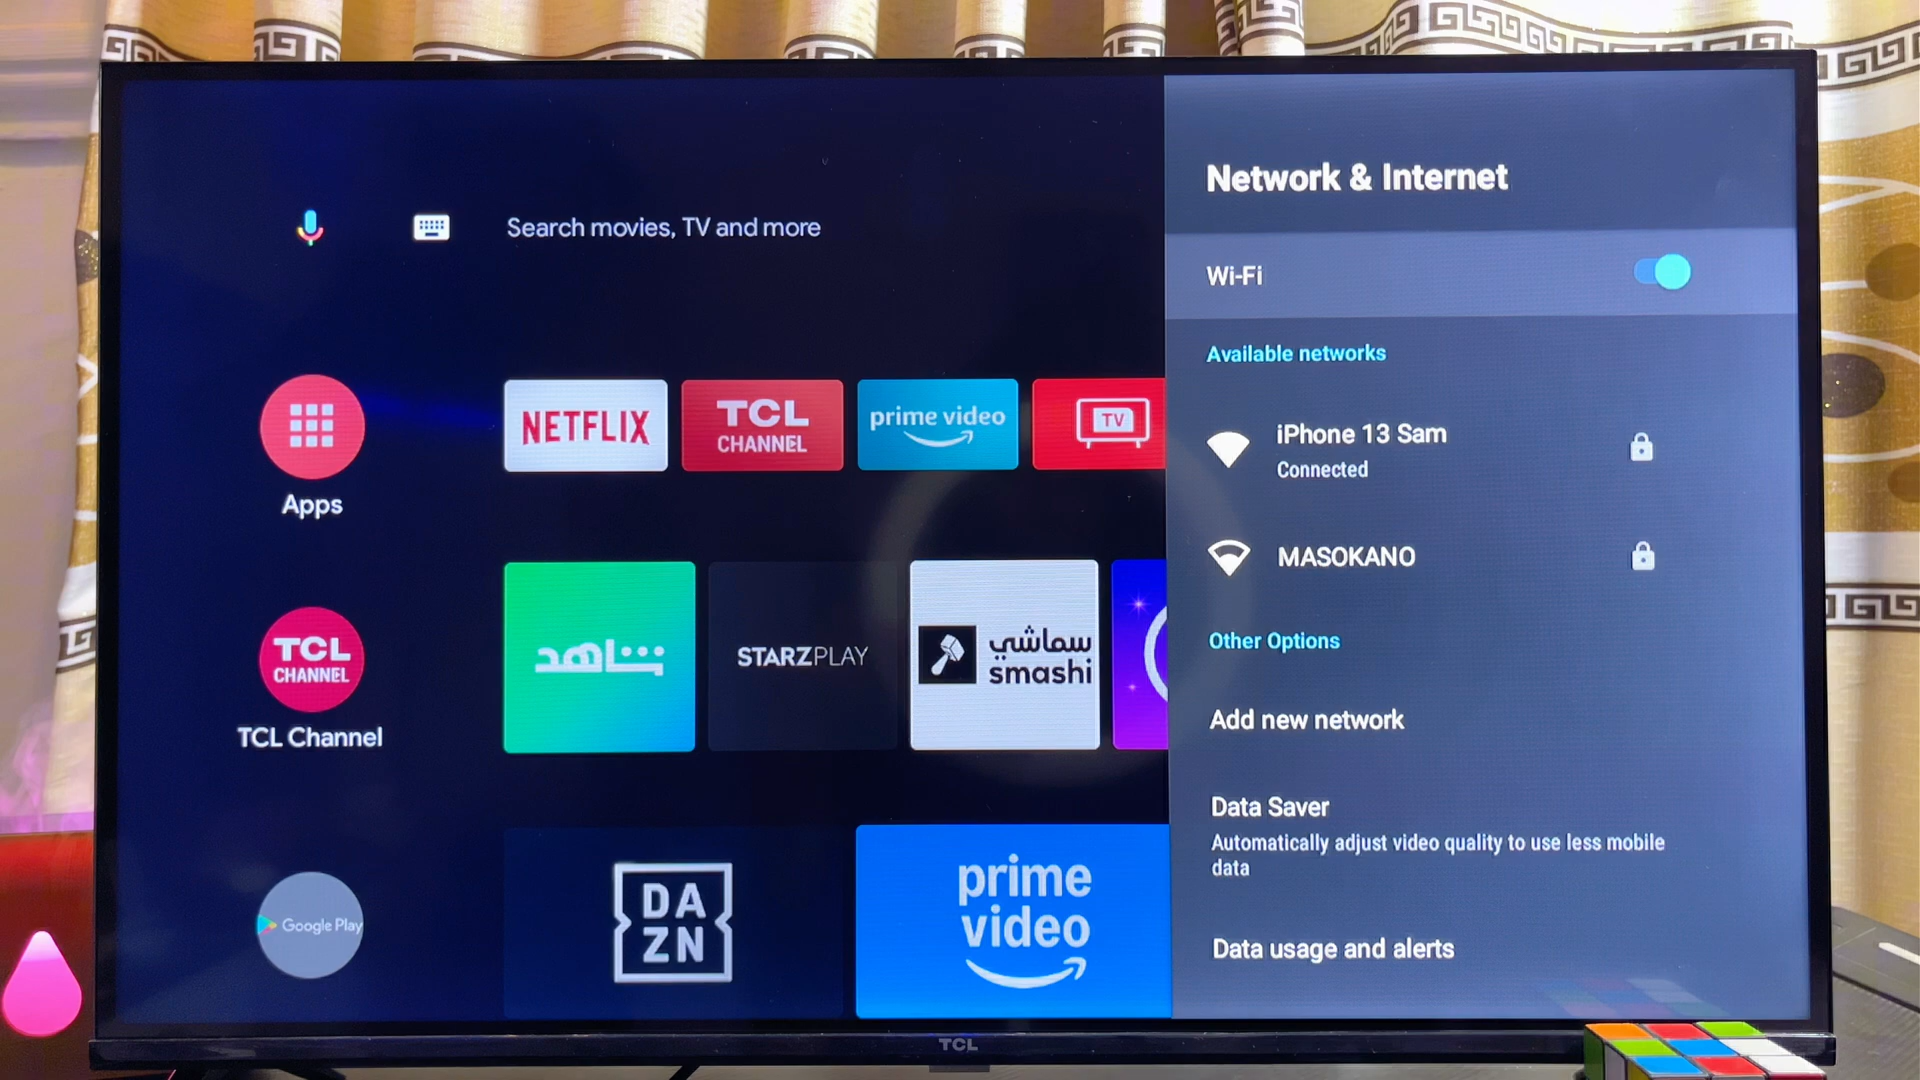 Search movies, TV and more
Apps
NETFLIX
TCL
CHANNEL
prime video
TV
TCL
CHANNEL
TCL Channel
شاهد
STARZPLAY
سماشي
smashi
Google Play
DA
ZN
prime
video
Network & Internet
Wi-Fi
Available networks
iPhone 13 Sam
Connected
MASOKANO
Other Options
Add new network
Data Saver
Automatically adjust video quality to use less mobile
data
Data usage and alerts
TCL